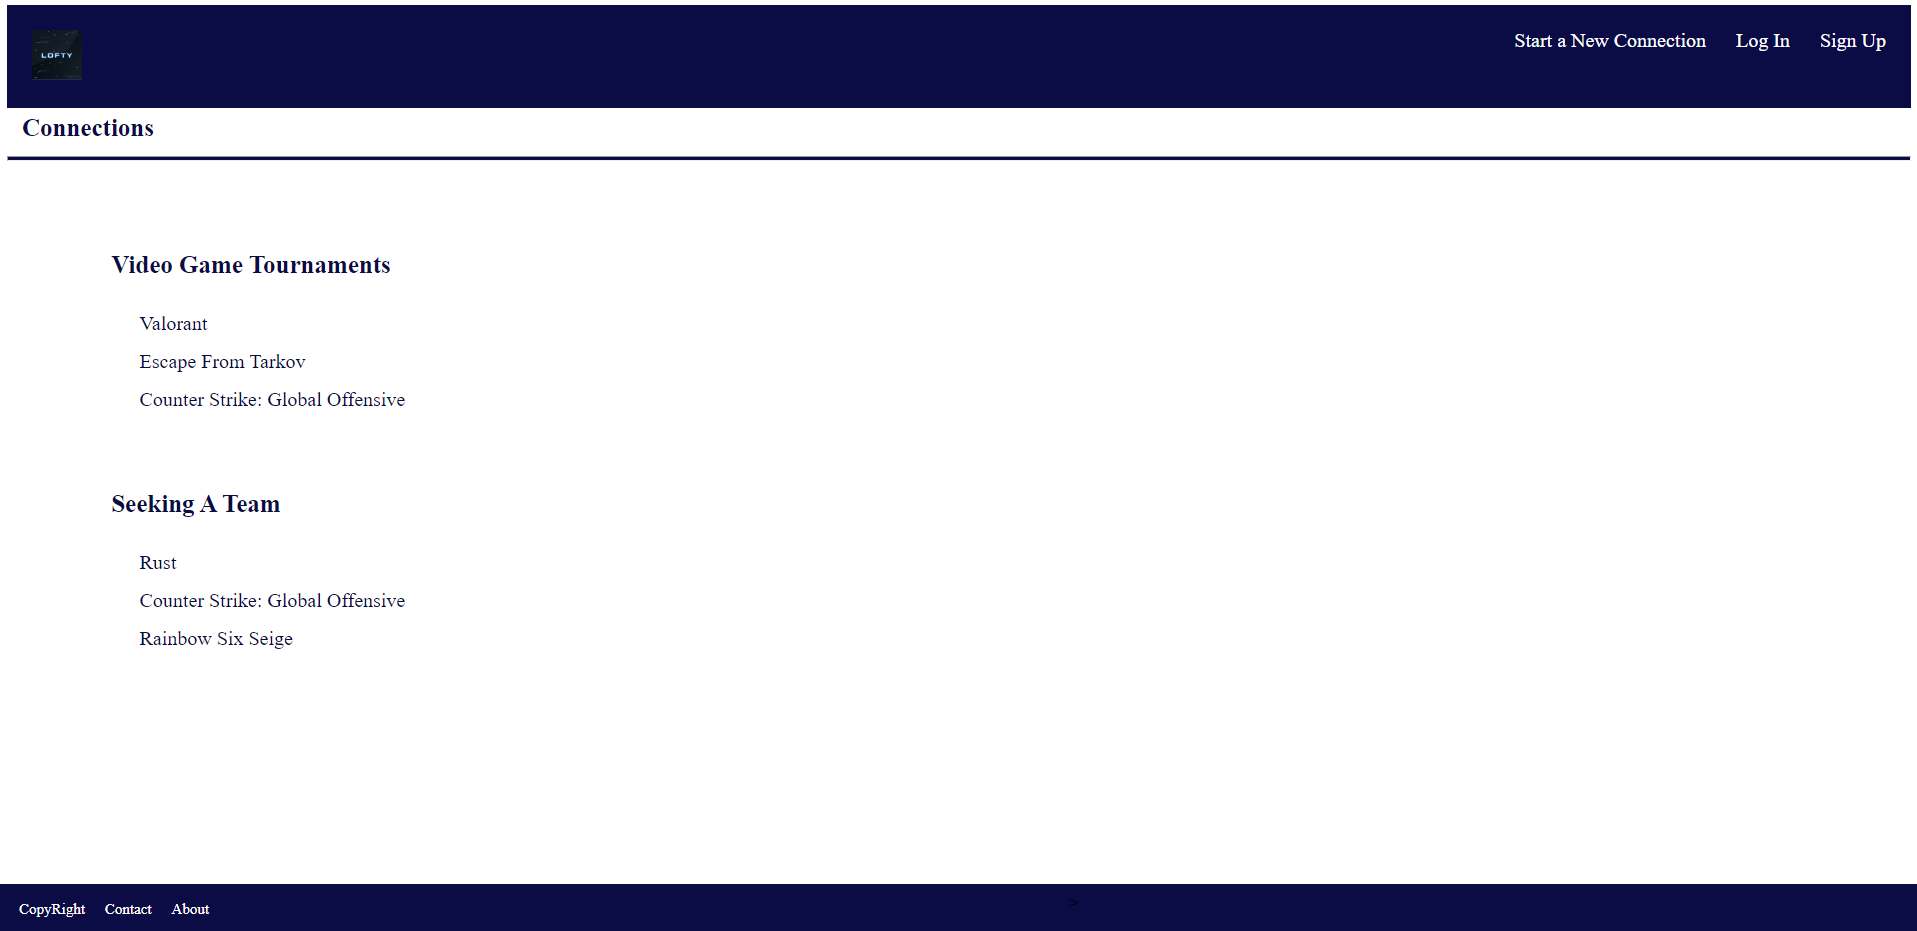 LOFTY
Start a New Connection Log In Sign Up
Connections
Video Game Tournaments
Valorant
Escape From Tarkov
Counter Strike: Global Offensive
Seeking A Team
Rust
Counter Strike: Global Offensive
Rainbow Six Seige
CopyRight Contact About >